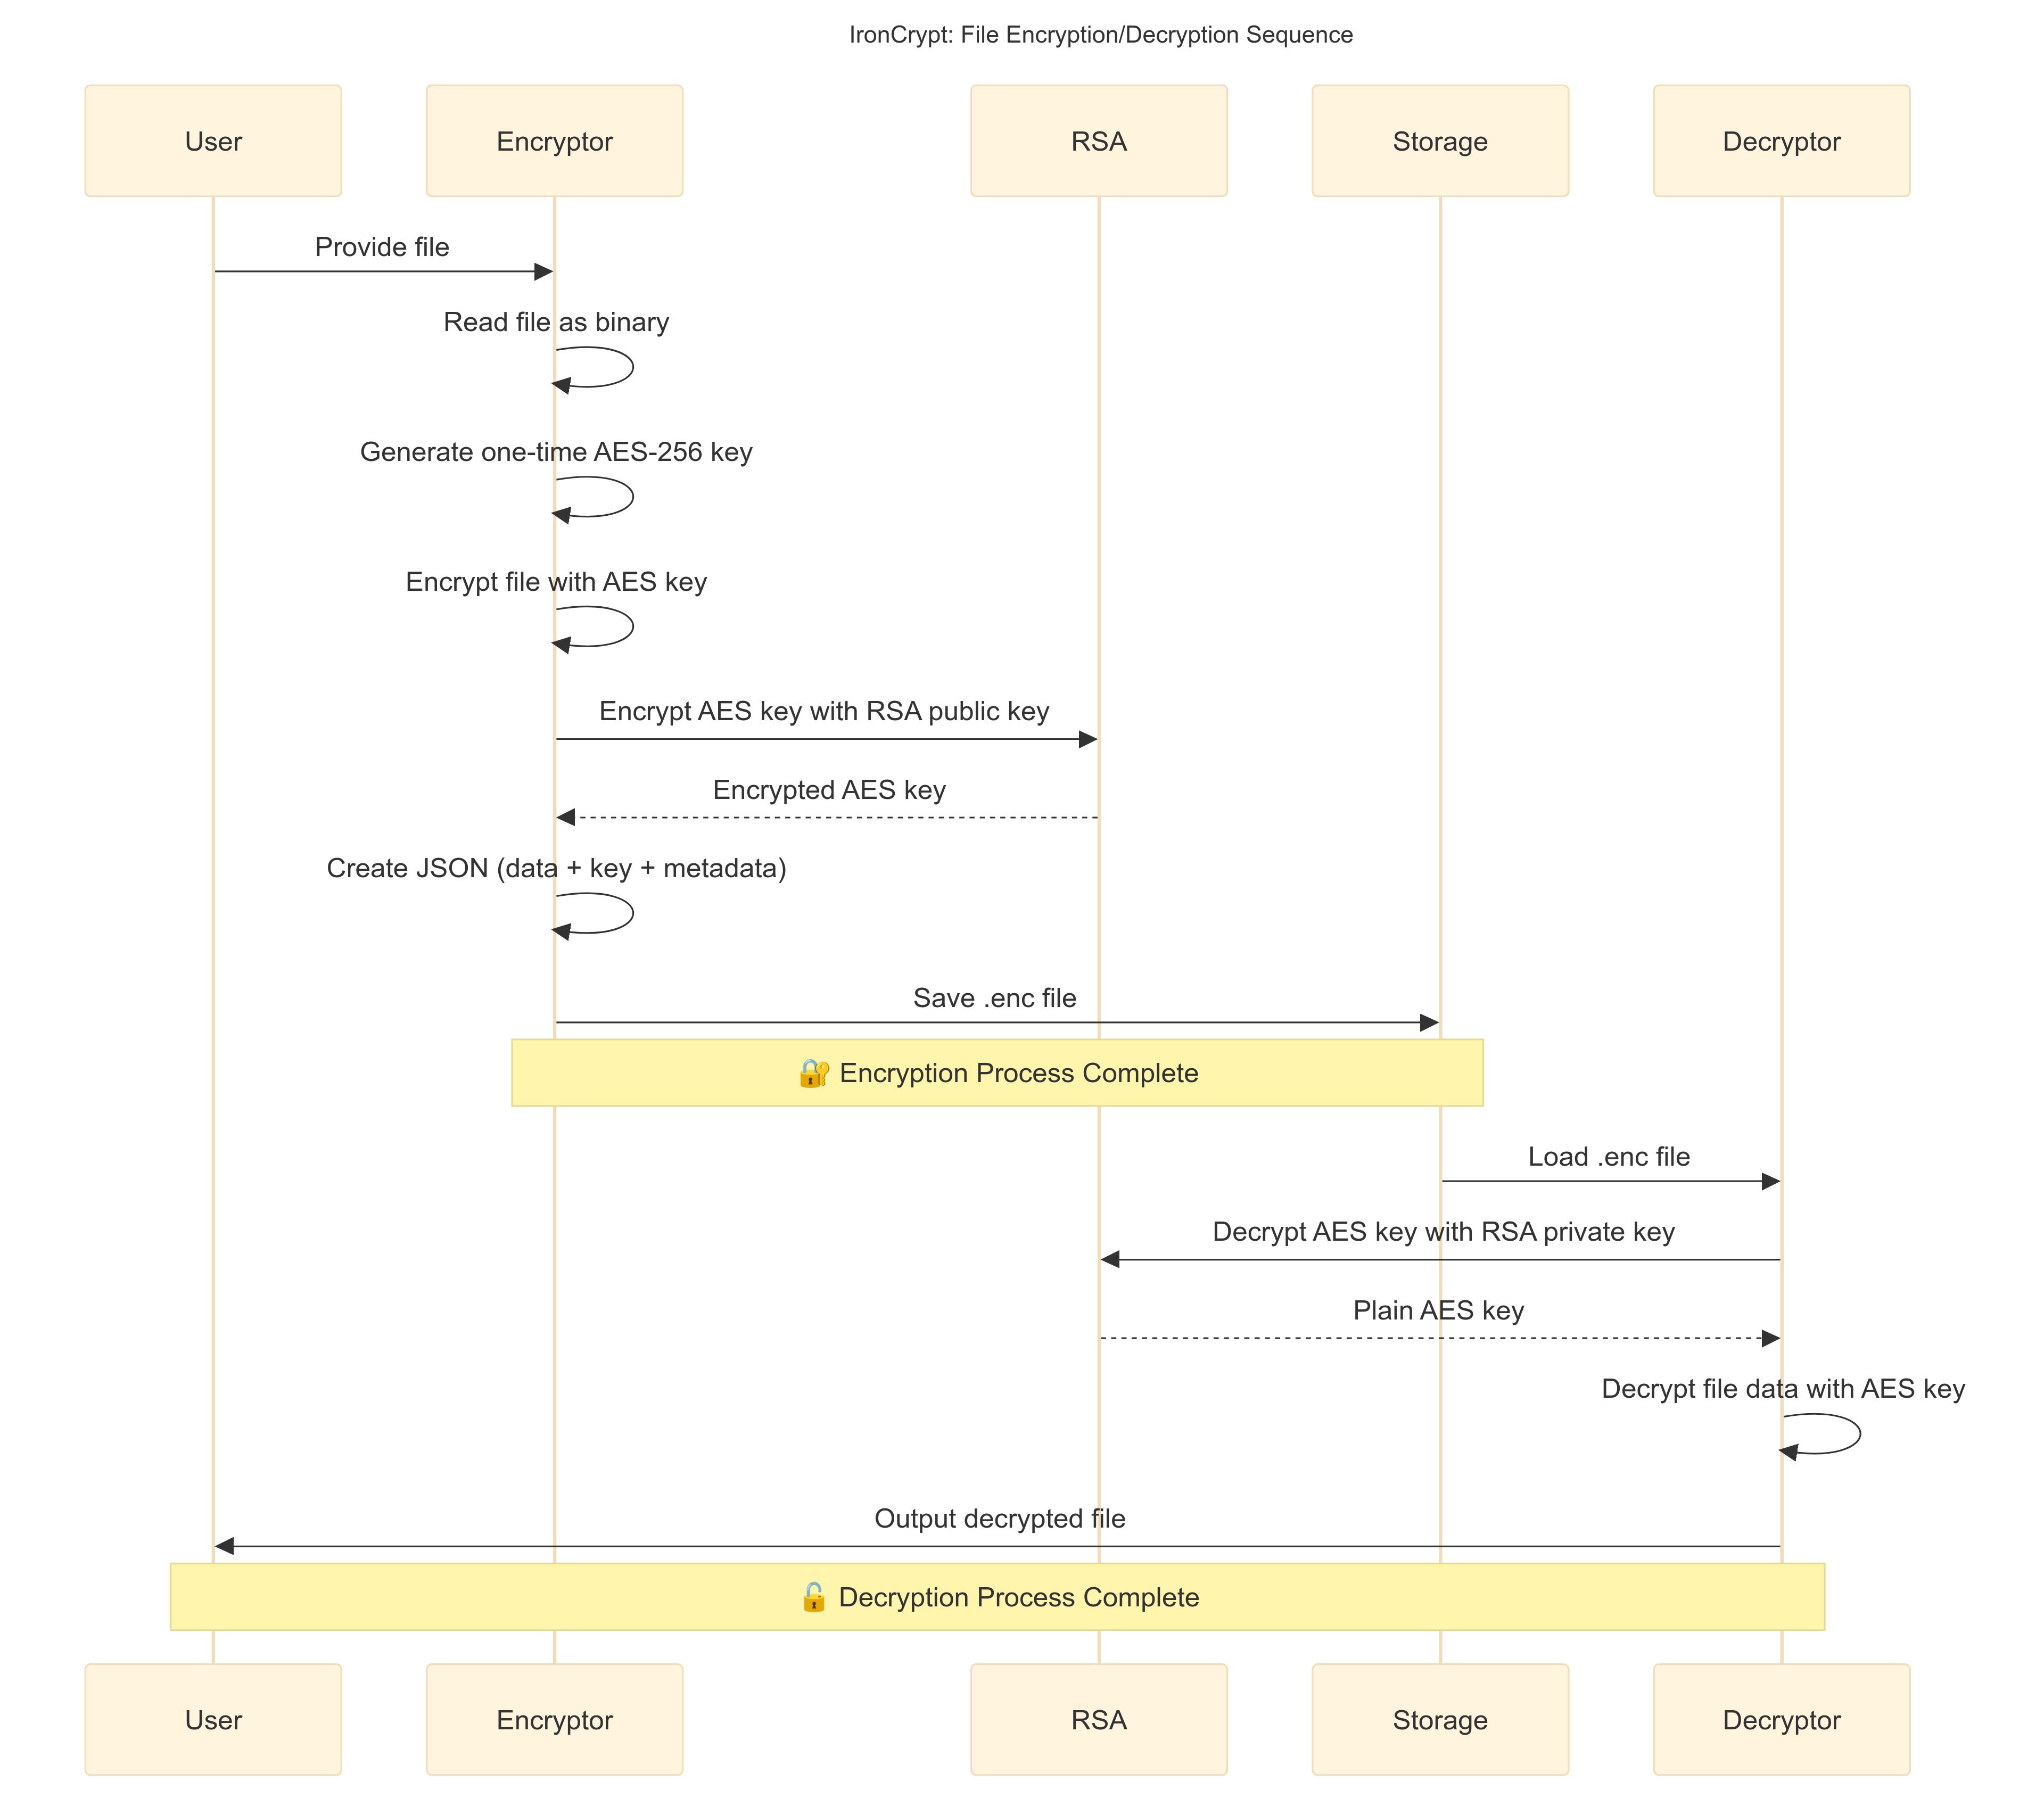 IronCrypt: File Encryption/Decryption Sequence
User
Encryptor
RSA
Storage
Decryptor
Provide file
Read file as binary
Generate one-time AES-256 key
Encrypt file with AES key
Encrypt AES key with RSA public key
Encrypted AES key
Create JSON (data + key + metadata)
Save .enc file
🔐 Encryption Process Complete
Load .enc file
Decrypt AES key with RSA private key
Plain AES key
Decrypt file data with AES key
Output decrypted file
🔓 Decryption Process Complete
User
Encryptor
RSA
Storage
Decryptor